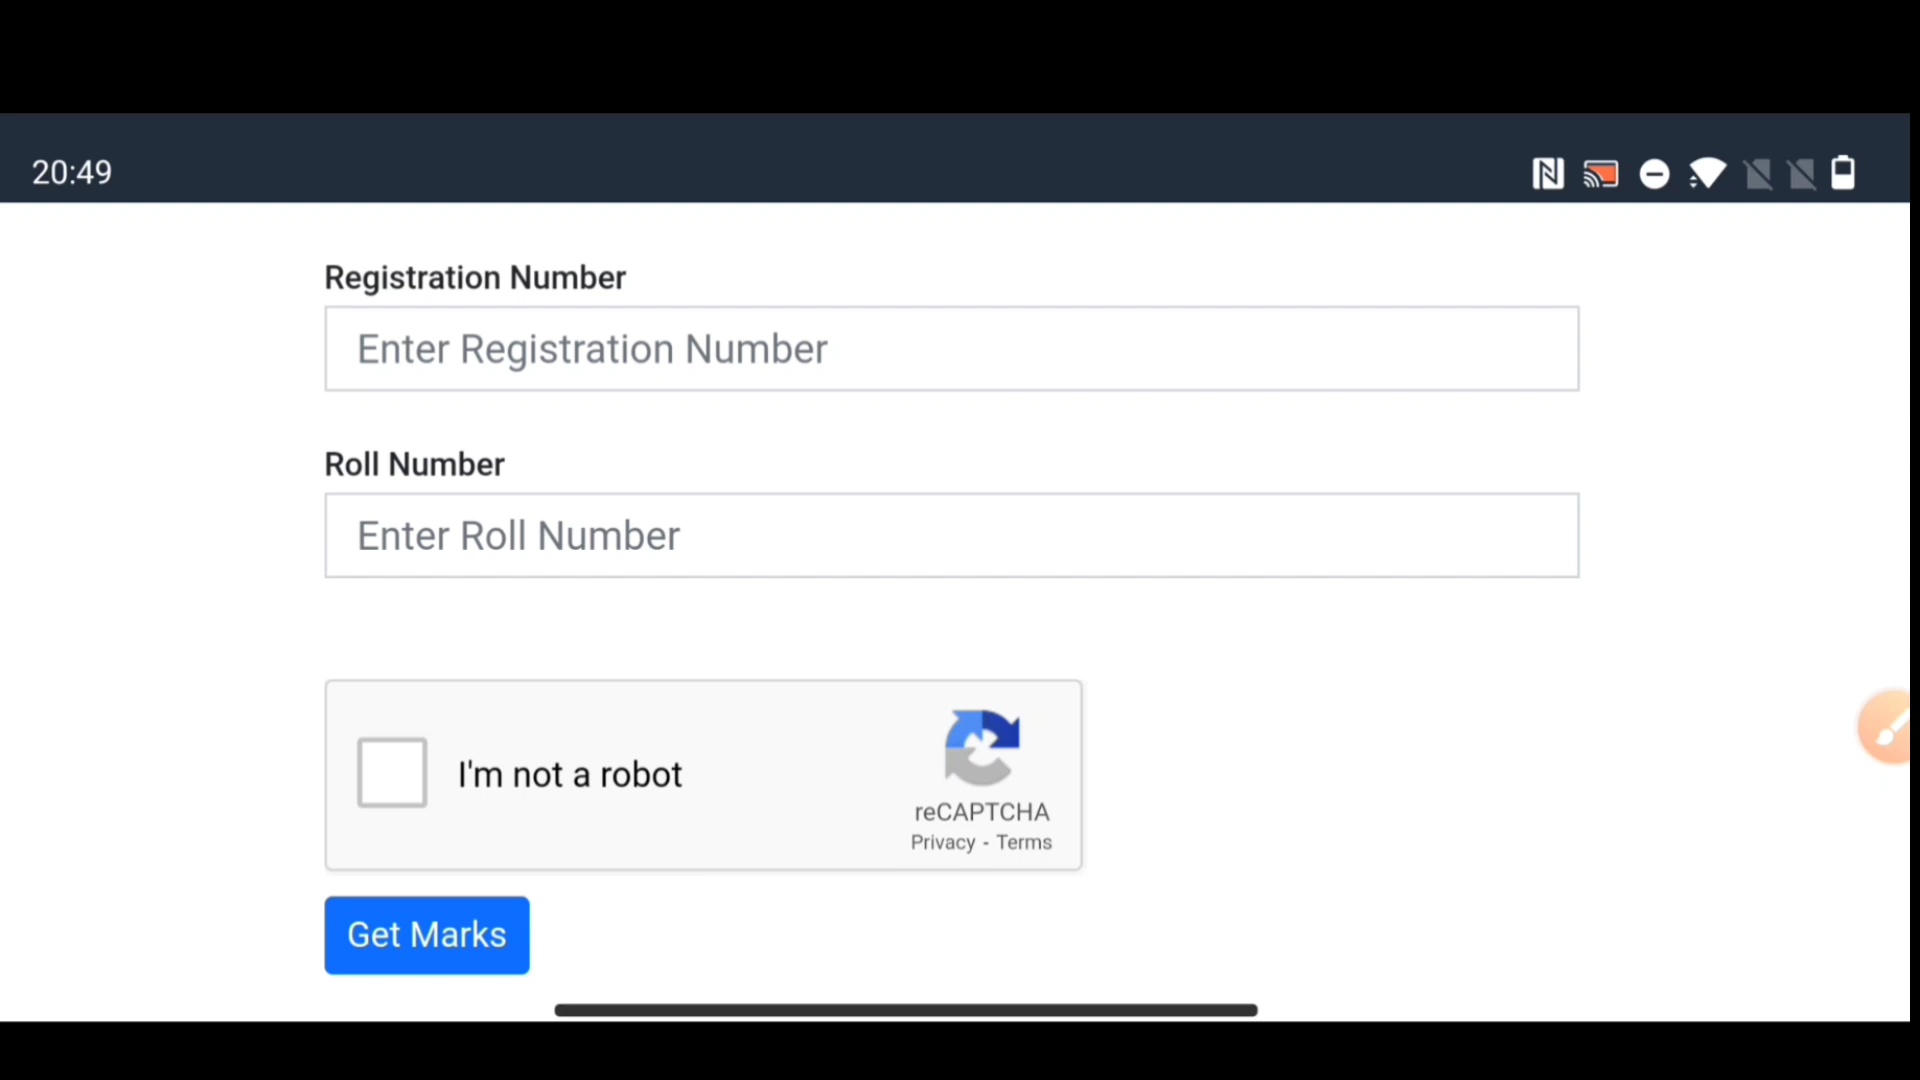 20:49
Registration Number
Enter Registration Number
Roll Number
Enter Roll Number
I'm not a robot
reCAPTCHA
Privacy - Terms
Get Marks